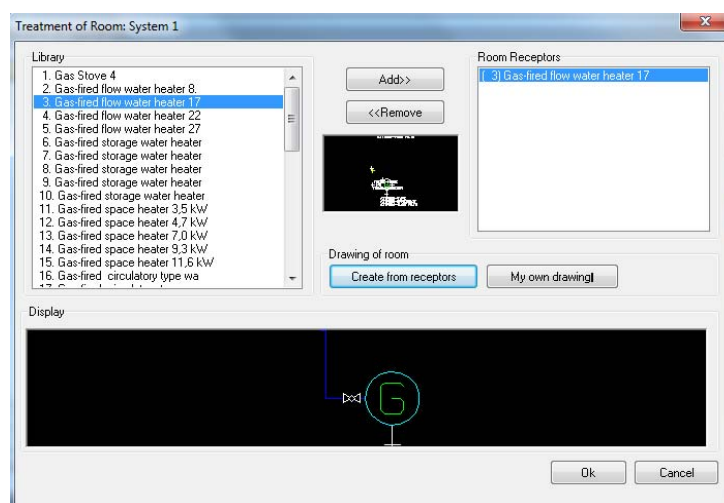 Treatment of Room: System 1
Library
1. Gas Stove 4
2. Gas-fired flow water heater 8.
3. Gas-fired flow water heater 17
4. Gas-fired flow water heater 22
5. Gas-fired flow water heater 27
6. Gas-fired storage water heater
7. Gas-fired storage water heater
8. Gas-fired storage water heater
9. Gas-fired storage water heater
10. Gas-fired storage water heater
11. Gas-fired space heater 3,5 kW
12. Gas-fired space heater 4,7 kW
13. Gas-fired space heater 7,0 kW
14. Gas-fired space heater 9,3 kW
15. Gas-fired space heater 11,6 kW
16. Gas-fired circulatory type wa
Add>>
<<Remove
Room Receptors
( 3) Gas-fired flow water heater 17
Drawing of room
Create from receptors
My own drawing
Display
G
Ok
Cancel